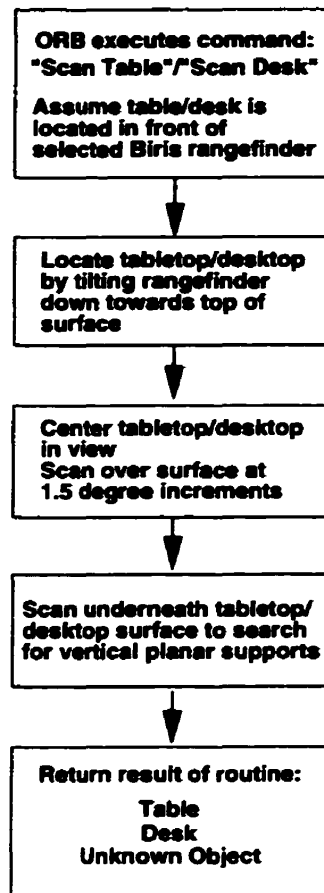 ORB executes command:
"Scan Table"/"Scan Desk"
Assume table/desk is
located in front of
selected Biris rangefinder
Locate tabletop/desktop
by tilting rangefinder
down towards top of
surface
Center tabletop/desktop
in view
Scan over surface at
1.5 degree increments
Scan underneath tabletop/
desktop surface to search
for vertical planar supports
Return result of routine:
Table
Desk
Unknown Object